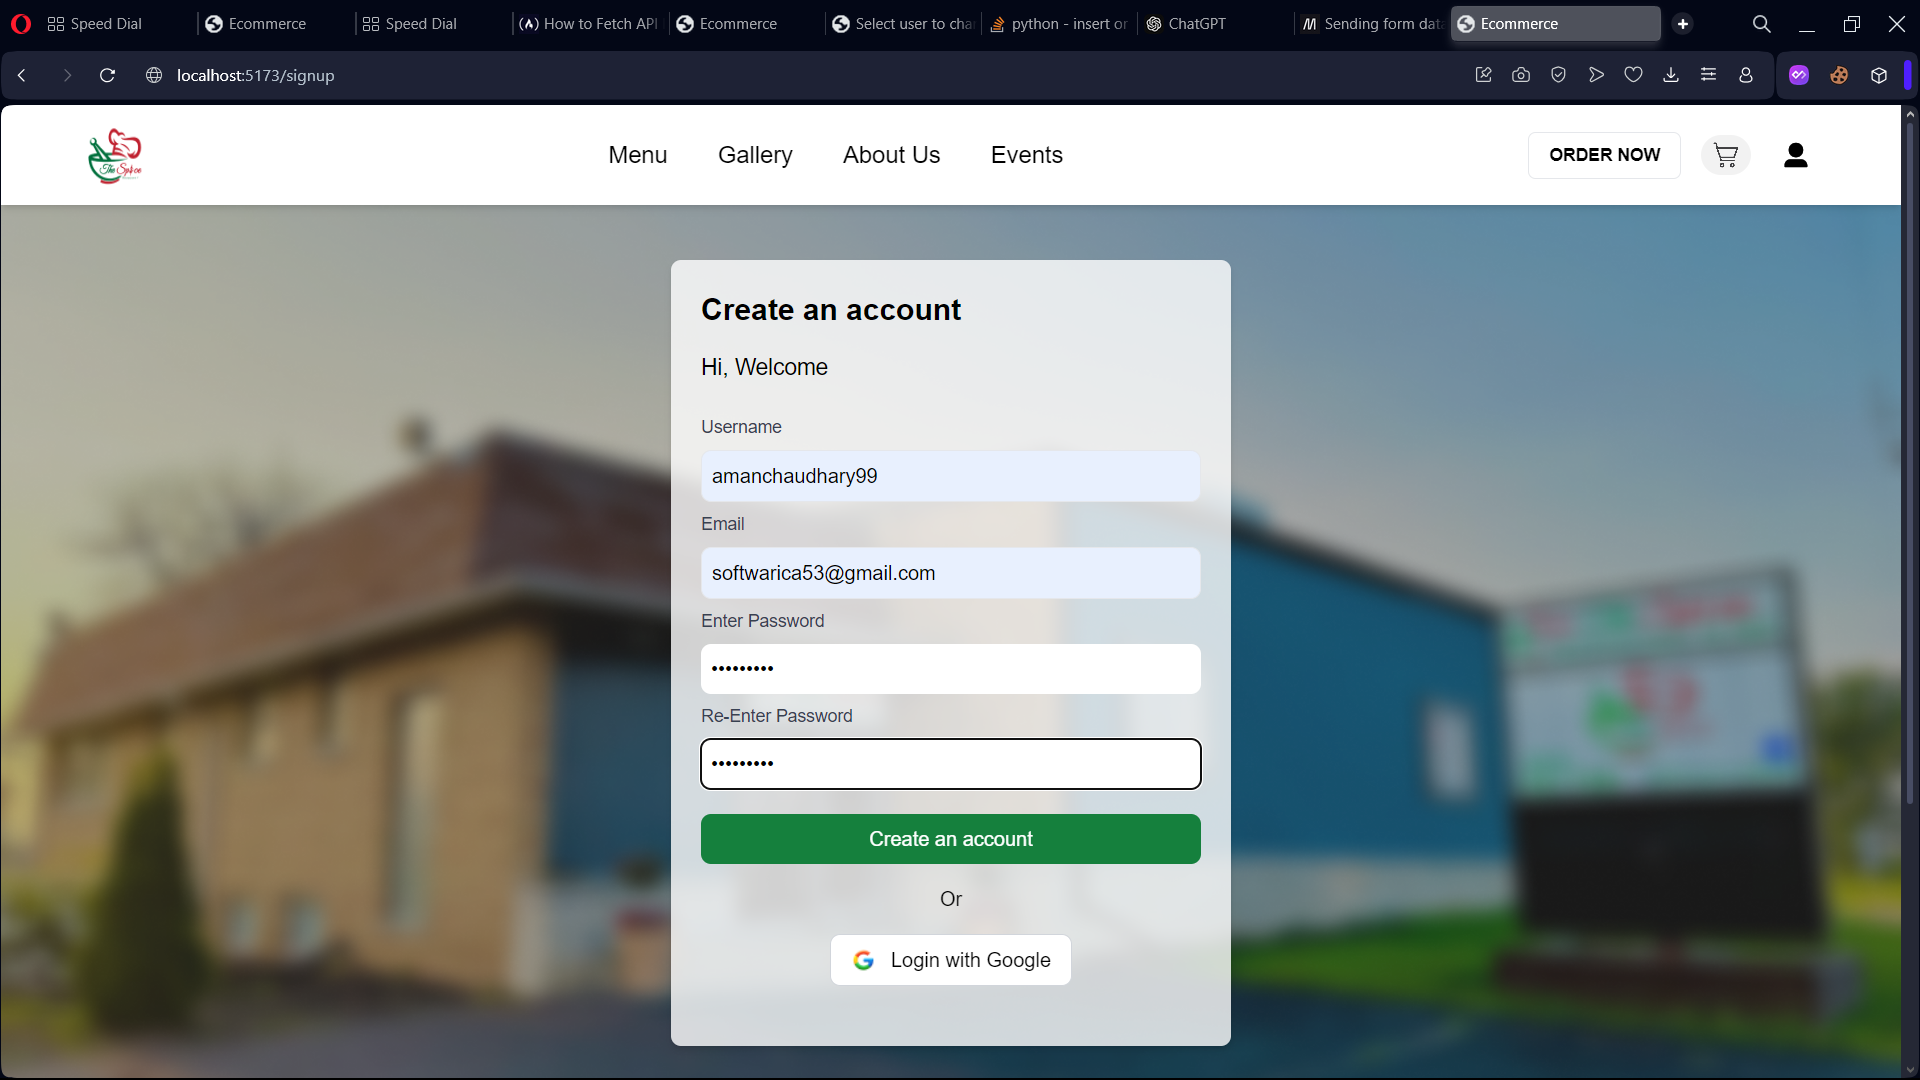 Speed Dial
Ecommerce
Speed Dial
How to Fetch API
Ecommerce
Select user to cha
python - insert or
ChatGPT
Sending form data
Ecommerce
localhost:5173/signup
The Spice
Menu
Gallery
About Us
Events
ORDER NOW
Create an account
Hi, Welcome
Username
amanchaudhary99
Email
softwarica53@gmail.com
Enter Password
•••••••••
Re-Enter Password
•••••••••
Create an account
Or
Login with Google